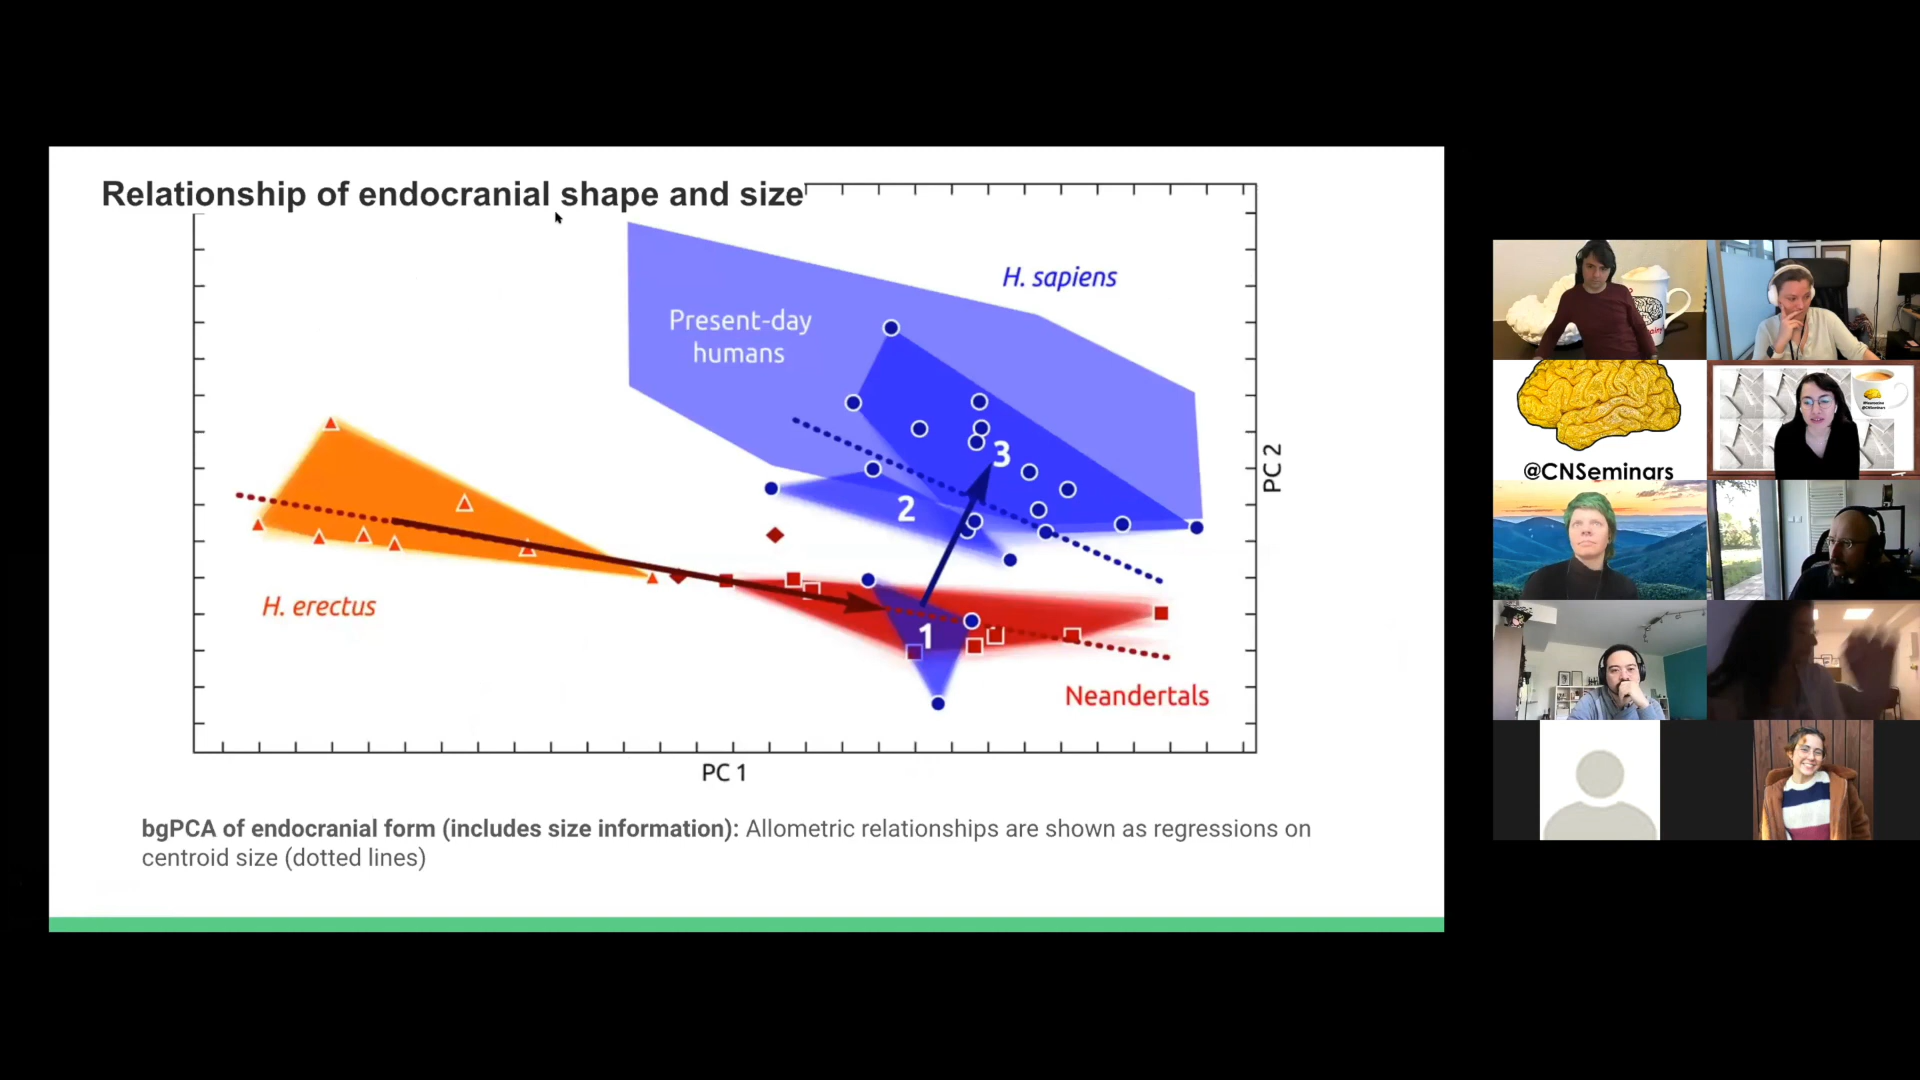 Relationship of endocranial shape and size
H. sapiens
Present-day
humans
3
2
1
H. erectus
Neandertals
PC 2
PC 1
bgPCA of endocranial form (includes size information): Allometric relationships are shown as regressions on
centroid size (dotted lines)
@CNSeminars